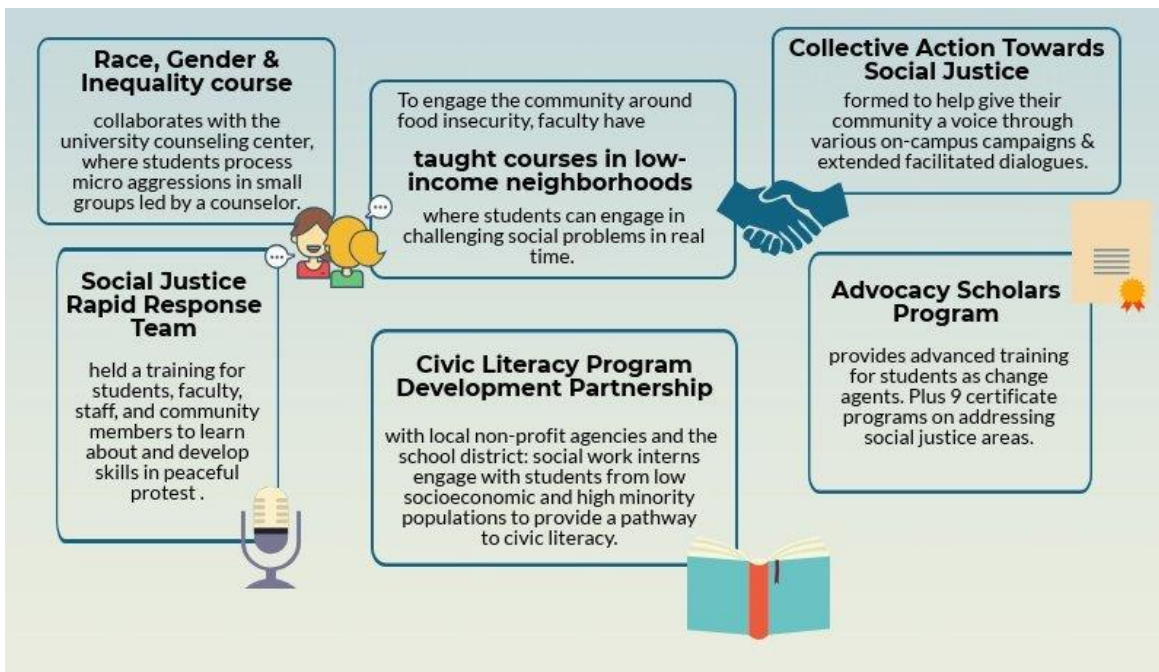 Race, Gender &
Inequality course
collaborates with the
university counseling center,
where students process
micro aggressions in small
groups led by a counselor.
To engage the community around
food insecurity, faculty have
taught courses in low-
income neighborhoods
where students can engage in
challenging social problems in real
time.
Collective Action Towards
Social Justice
formed to help give their
community a voice through
various on-campus campaigns &
extended facilitated dialogues.
Social Justice
Rapid Response
Team
held a training for
students, faculty,
staff, and community
members to learn
about and develop
skills in peaceful
protest .
Civic Literacy Program
Development Partnership
with local non-profit agencies and the
school district: social work interns
engage with students from low
socioeconomic and high minority
populations to provide a pathway
to civic literacy.
Advocacy Scholars
Program
provides advanced training
for students as change
agents. Plus 9 certificate
programs on addressing
social justice areas.